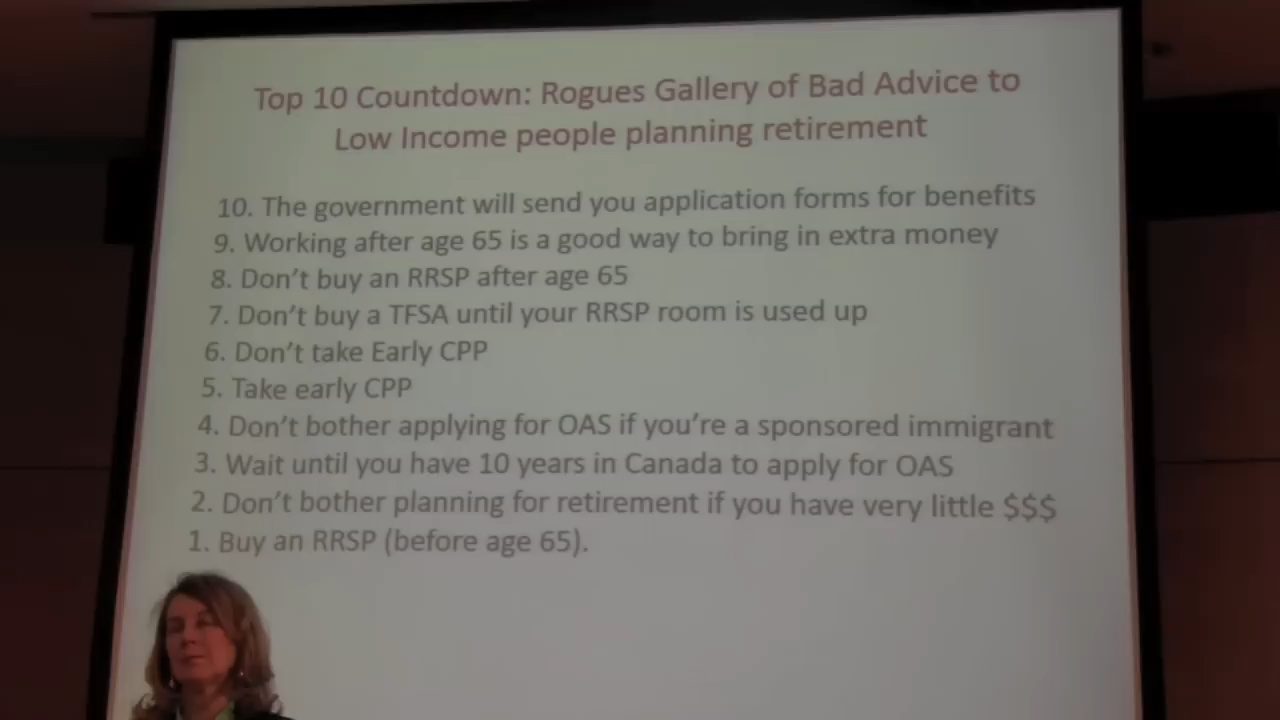 Top 10 Countdown: Rogues Gallery of Bad Advice to
Low Income people planning retirement
10. The government will send you application forms for benefits
9. Working after age 65 is a good way to bring in extra money
8. Don't buy an RRSP after age 65
7. Don't buy a TFSA until your RRSP room is used up
6. Don't take Early CPP
5. Take early CPP
4. Don't bother applying for OAS if you're a sponsored immigrant
3. Wait until you have 10 years in Canada to apply for OAS
2. Don't bother planning for retirement if you have very little $$$
1. Buy an RRSP (before age 65).